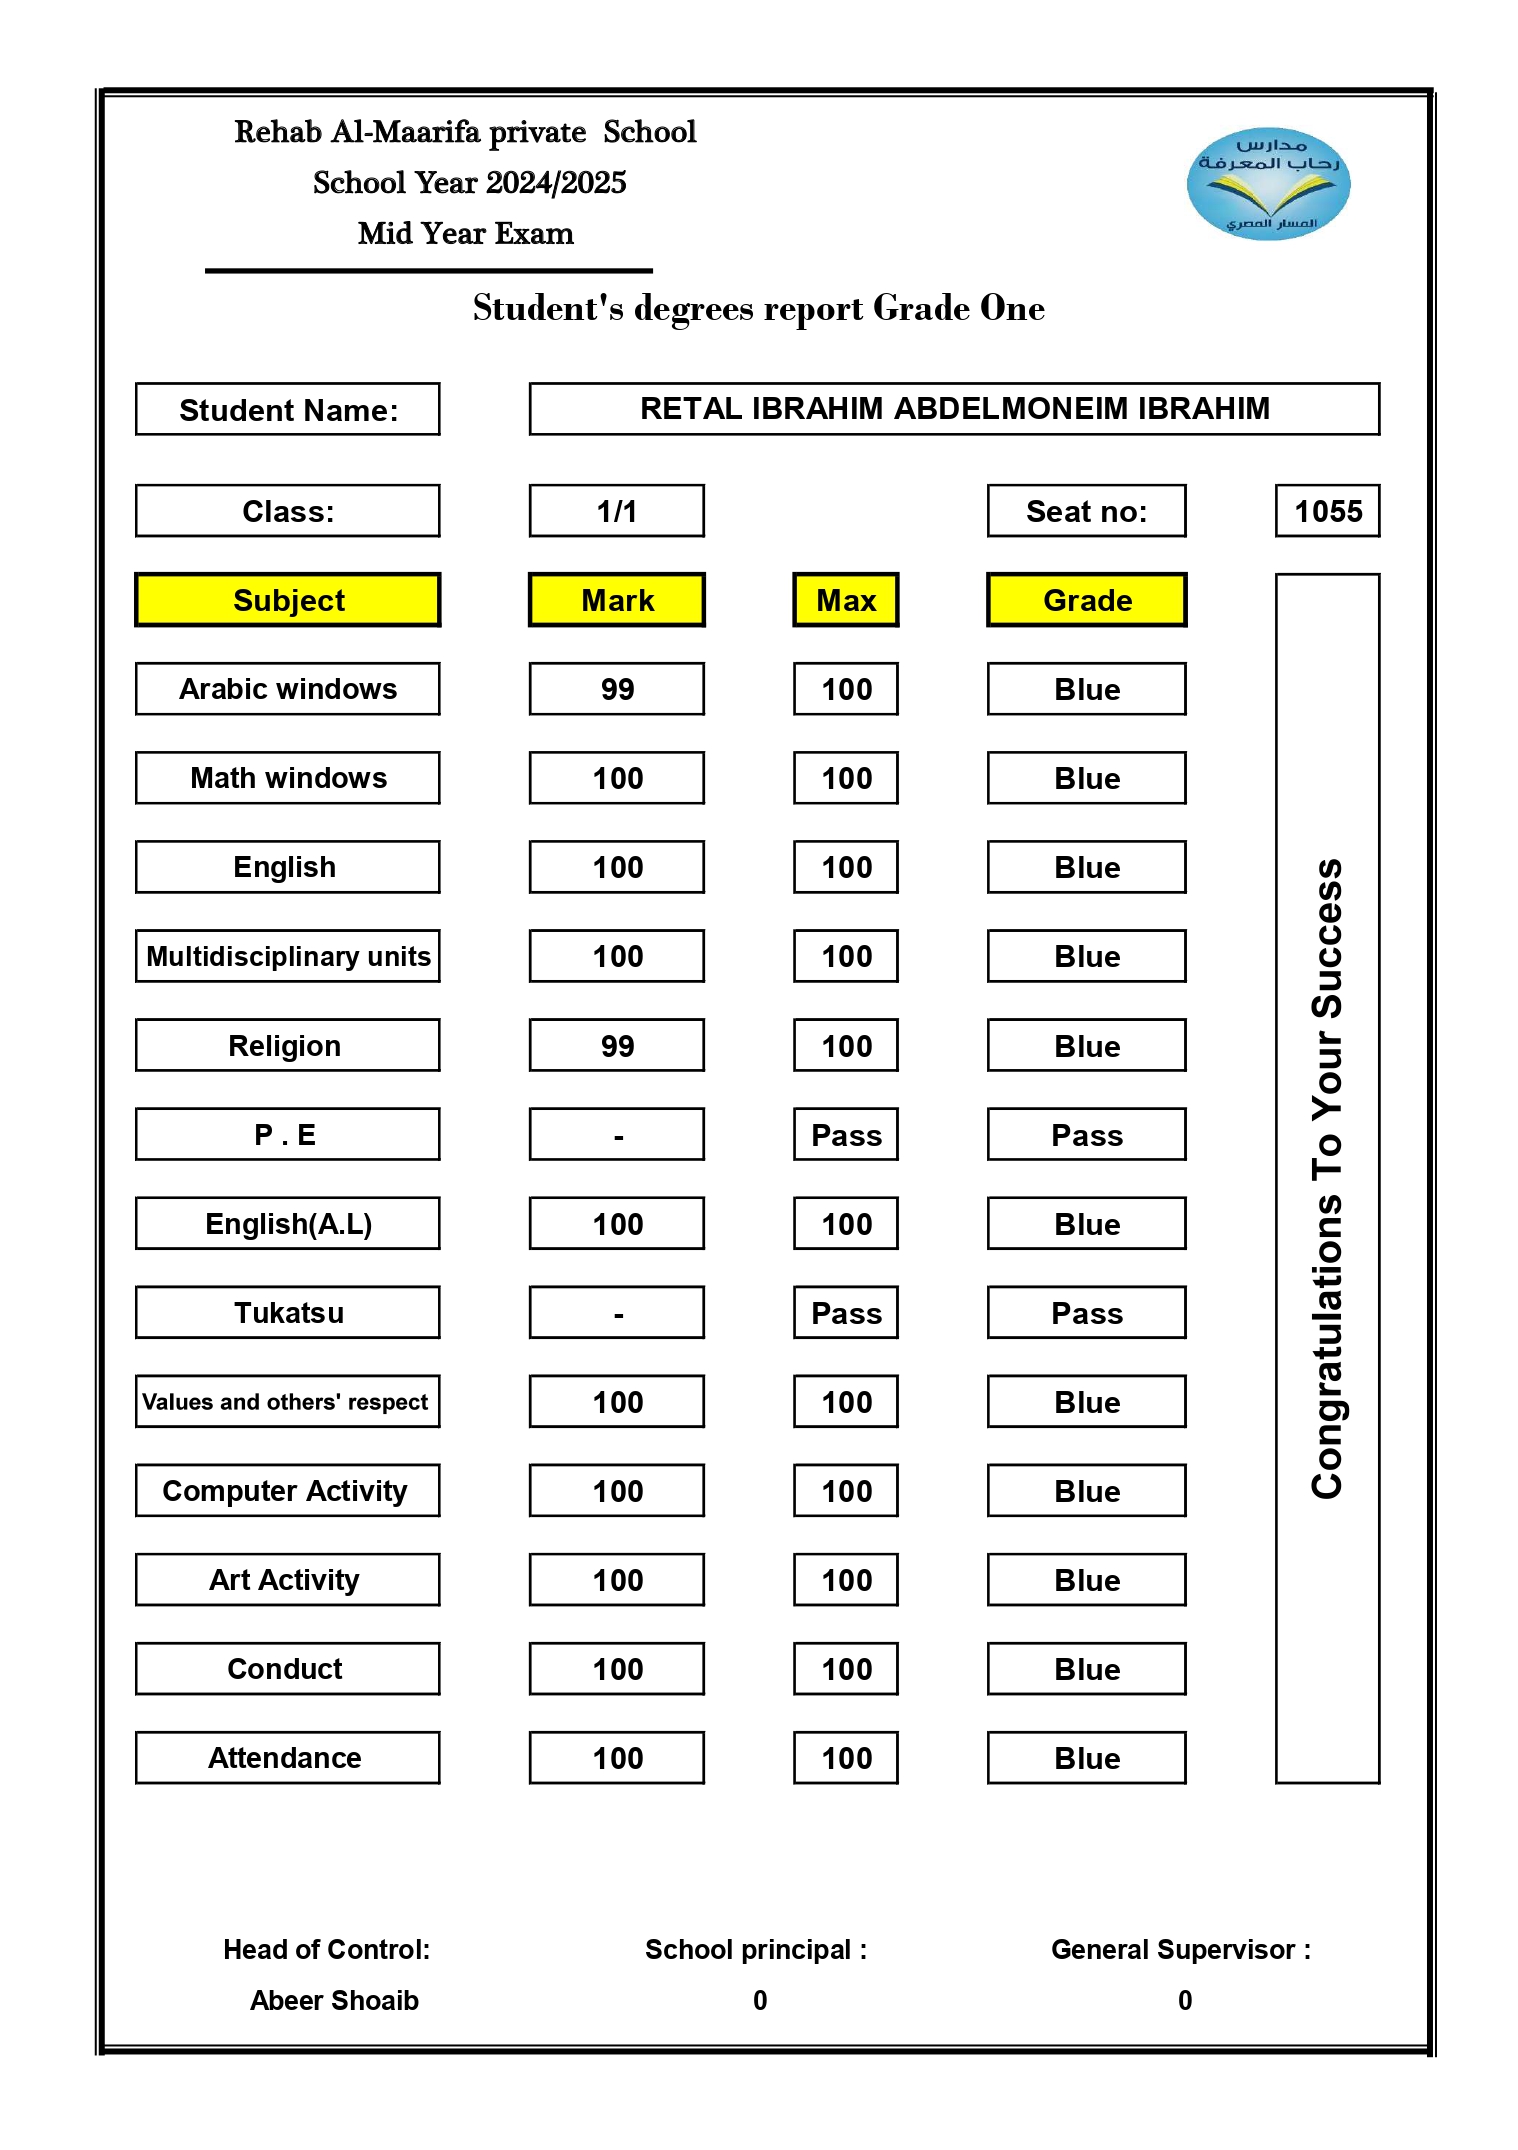 Rehab Al-Maarifa private School
School Year 2024/2025
Mid Year Exam
مدارس
رحاب المعرفة
المسار المصري
Student's degrees report Grade One
Student Name: RETAL IBRAHIM ABDELMONEIM IBRAHIM
Class: 1/1 Seat no: 1055
Subject Mark Max Grade
Arabic windows 99 100 Blue
Math windows 100 100 Blue
English 100 100 Blue
Multidisciplinary units 100 100 Blue
Religion 99 100 Blue
P . E - Pass Pass
English(A.L) 100 100 Blue
Tukatsu - Pass Pass
Values and others' respect 100 100 Blue
Computer Activity 100 100 Blue
Art Activity 100 100 Blue
Conduct 100 100 Blue
Attendance 100 100 Blue
Congratulations To Your Success
Head of Control: School principal : General Supervisor :
Abeer Shoaib 0 0